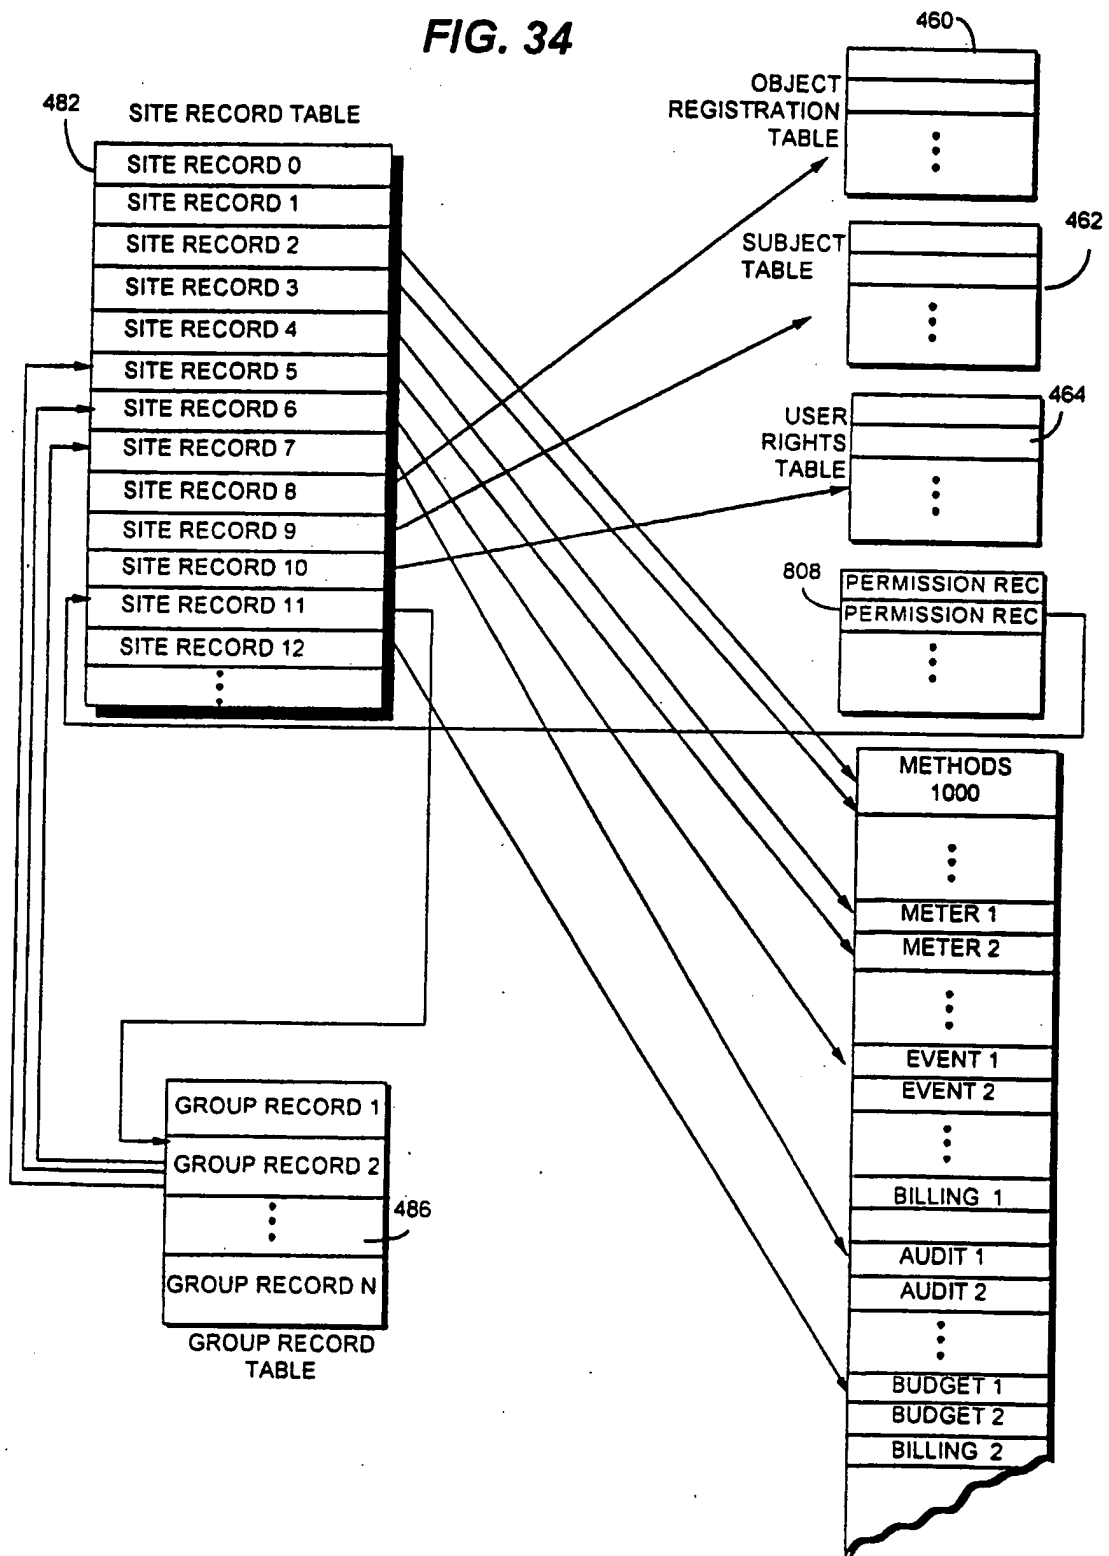 FIG. 34
482
SITE RECORD TABLE
SITE RECORD 0
SITE RECORD 1
SITE RECORD 2
SITE RECORD 3
SITE RECORD 4
SITE RECORD 5
SITE RECORD 6
SITE RECORD 7
SITE RECORD 8
SITE RECORD 9
SITE RECORD 10
SITE RECORD 11
SITE RECORD 12
460
OBJECT
REGISTRATION
TABLE
SUBJECT
TABLE
462
USER
RIGHTS
TABLE
464
808
PERMISSION REC
PERMISSION REC
METHODS
1000
METER 1
METER 2
EVENT 1
EVENT 2
BILLING 1
AUDIT 1
AUDIT 2
BUDGET 1
BUDGET 2
BILLING 2
GROUP RECORD 1
GROUP RECORD 2
486
GROUP RECORD N
GROUP RECORD
TABLE